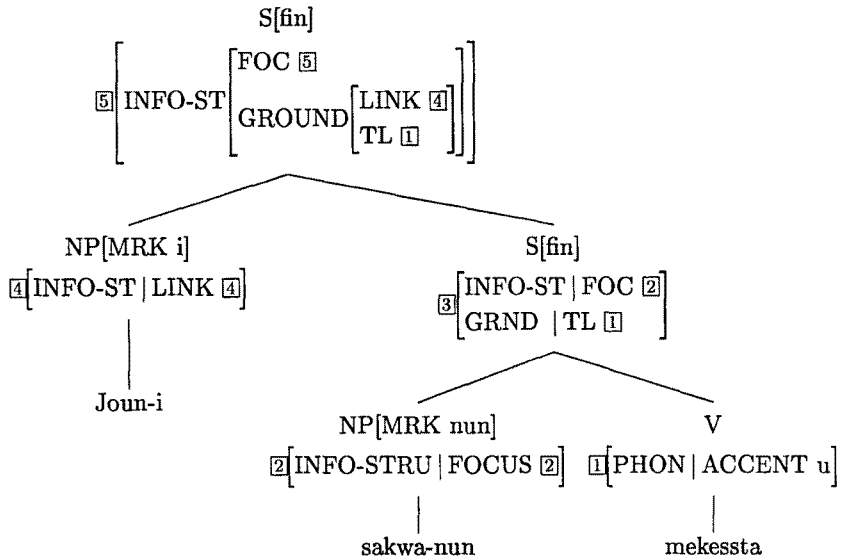 S[fin]
5 [INFO-ST [FOC 5
GROUND [LINK 4
TL 1]]]
NP[MRK i] S[fin]
4[INFO-ST | LINK 4] 3[INFO-ST | FOC 2
GRND | TL 1]
Joun-i
NP[MRK nun] V
2[INFO-STRU | FOCUS 2] 1[PHON | ACCENT u]
sakwa-nun mekessta